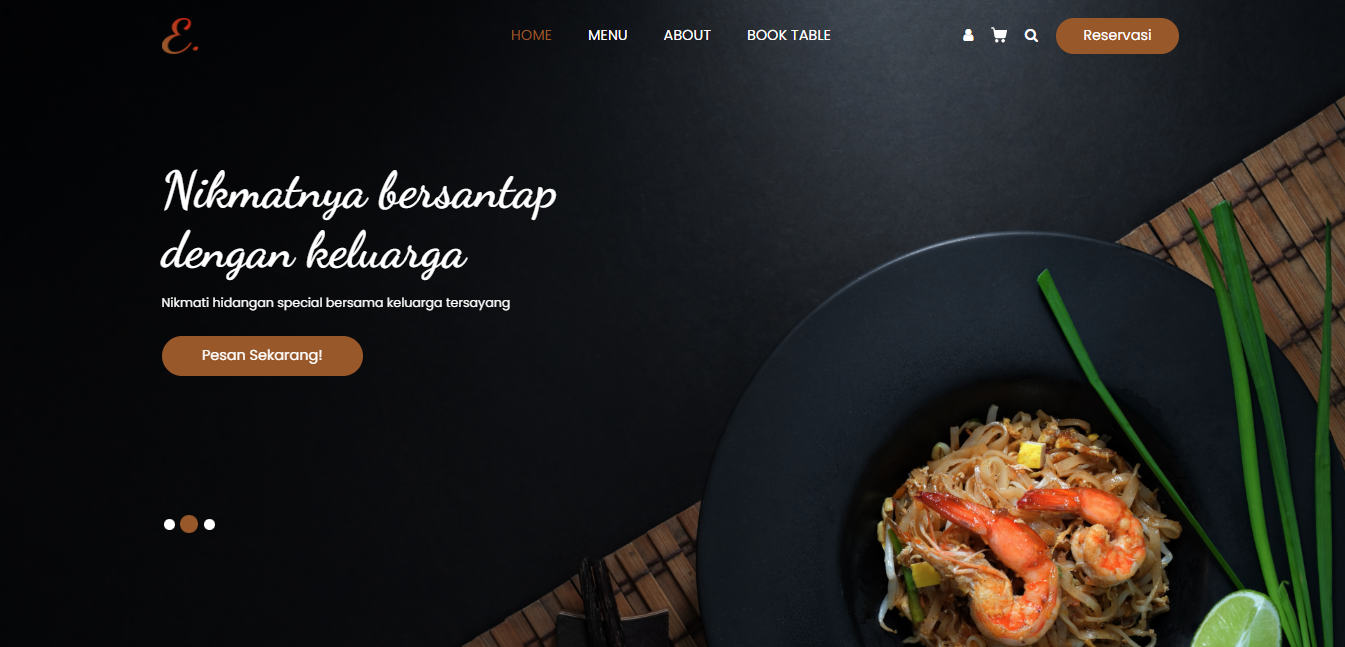 E.
HOME MENU ABOUT BOOK TABLE Reservasi
Nikmatnya bersantap
dengan keluarga
Nikmati hidangan special bersama keluarga tersayang
Pesan Sekarang!